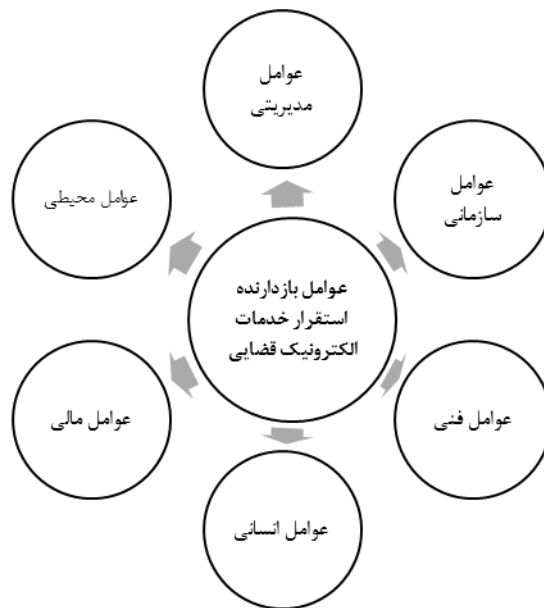 عوامل
مدیریتی
عوامل
سازمانی
عوامل محیطی
عوامل بازدارنده
استقرار خدمات
الکترونیک قضایی
عوامل فنی
عوامل مالی
عوامل انسانی